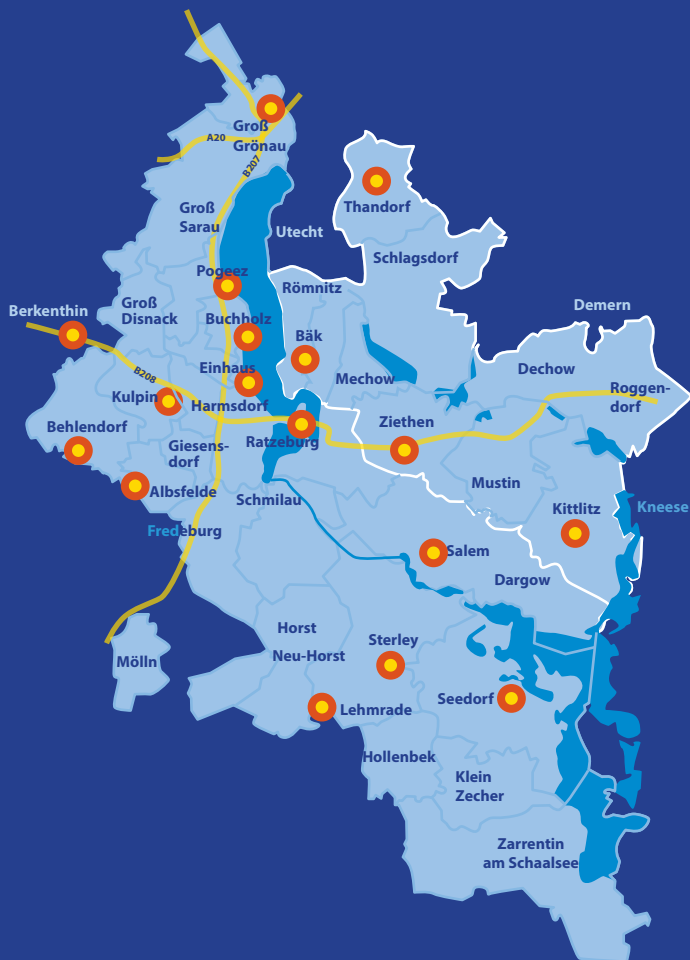 Groß
Grönau
A20
B207
Thandorf
Groß
Sarau
Utecht
Schlagsdorf
Pogeez
Römnitz
Groß
Disnack
Berkenthin
Buchholz
Demern
Bäk
Einhaus
Mechow
Dechow
B208
Roggen-
dorf
Kulpin
Harmsdorf
Behlendorf
Ziethen
Giesens-
dorf
Ratzeburg
Mustin
Albsfelde
Schmilau
Kittlitz
Kneese
Fredeburg
Salem
Dargow
Horst
Sterley
Neu-Horst
Mölln
Seedorf
Lehmrade
Hollenbek
Klein
Zecher
Zarrentin
am Schaalsee